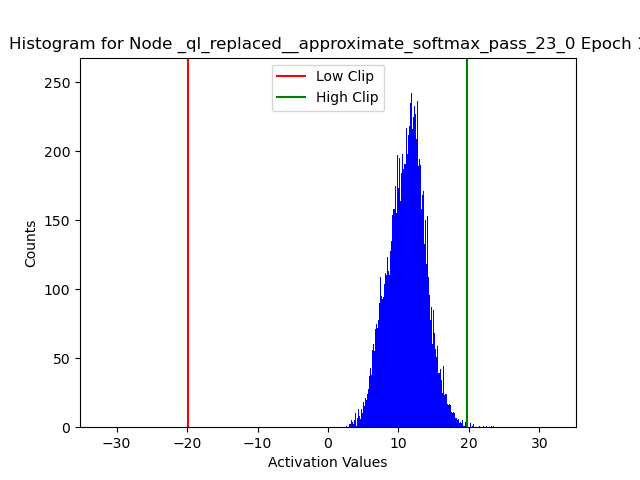 Histogram for Node _ql_replaced__approximate_softmax_pass_23_0 Epoch
Low Clip
High Clip
Counts
250
200
150
100
50
0
−30 −20 −10 0 10 20 30
Activation Values